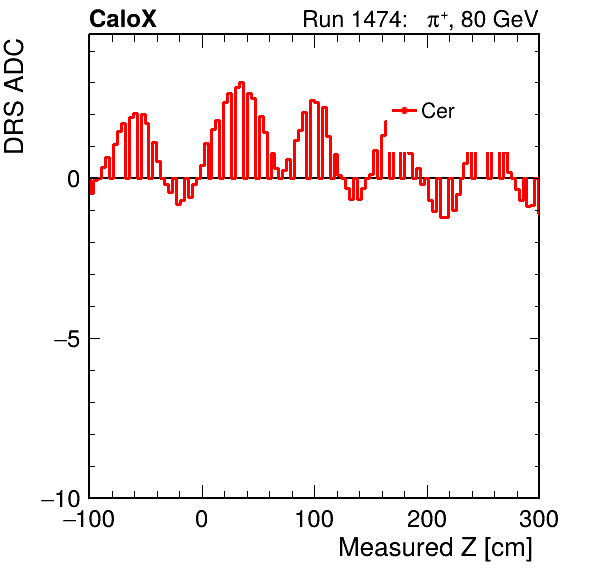 CaloX Run 1474: π⁺, 80 GeV
DRS ADC
Cer
0
−5
−10
−100 0 100 200 300
Measured Z [cm]